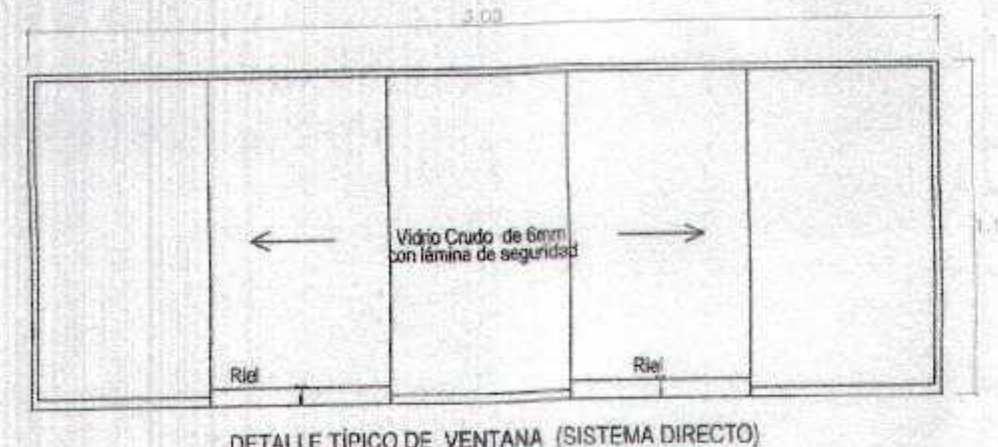 3.03
Vidrio Crudo de 6mm
con lámina de seguridad
Riel
Riel
DETALLE TÍPICO DE VENTANA (SISTEMA DIRECTO)